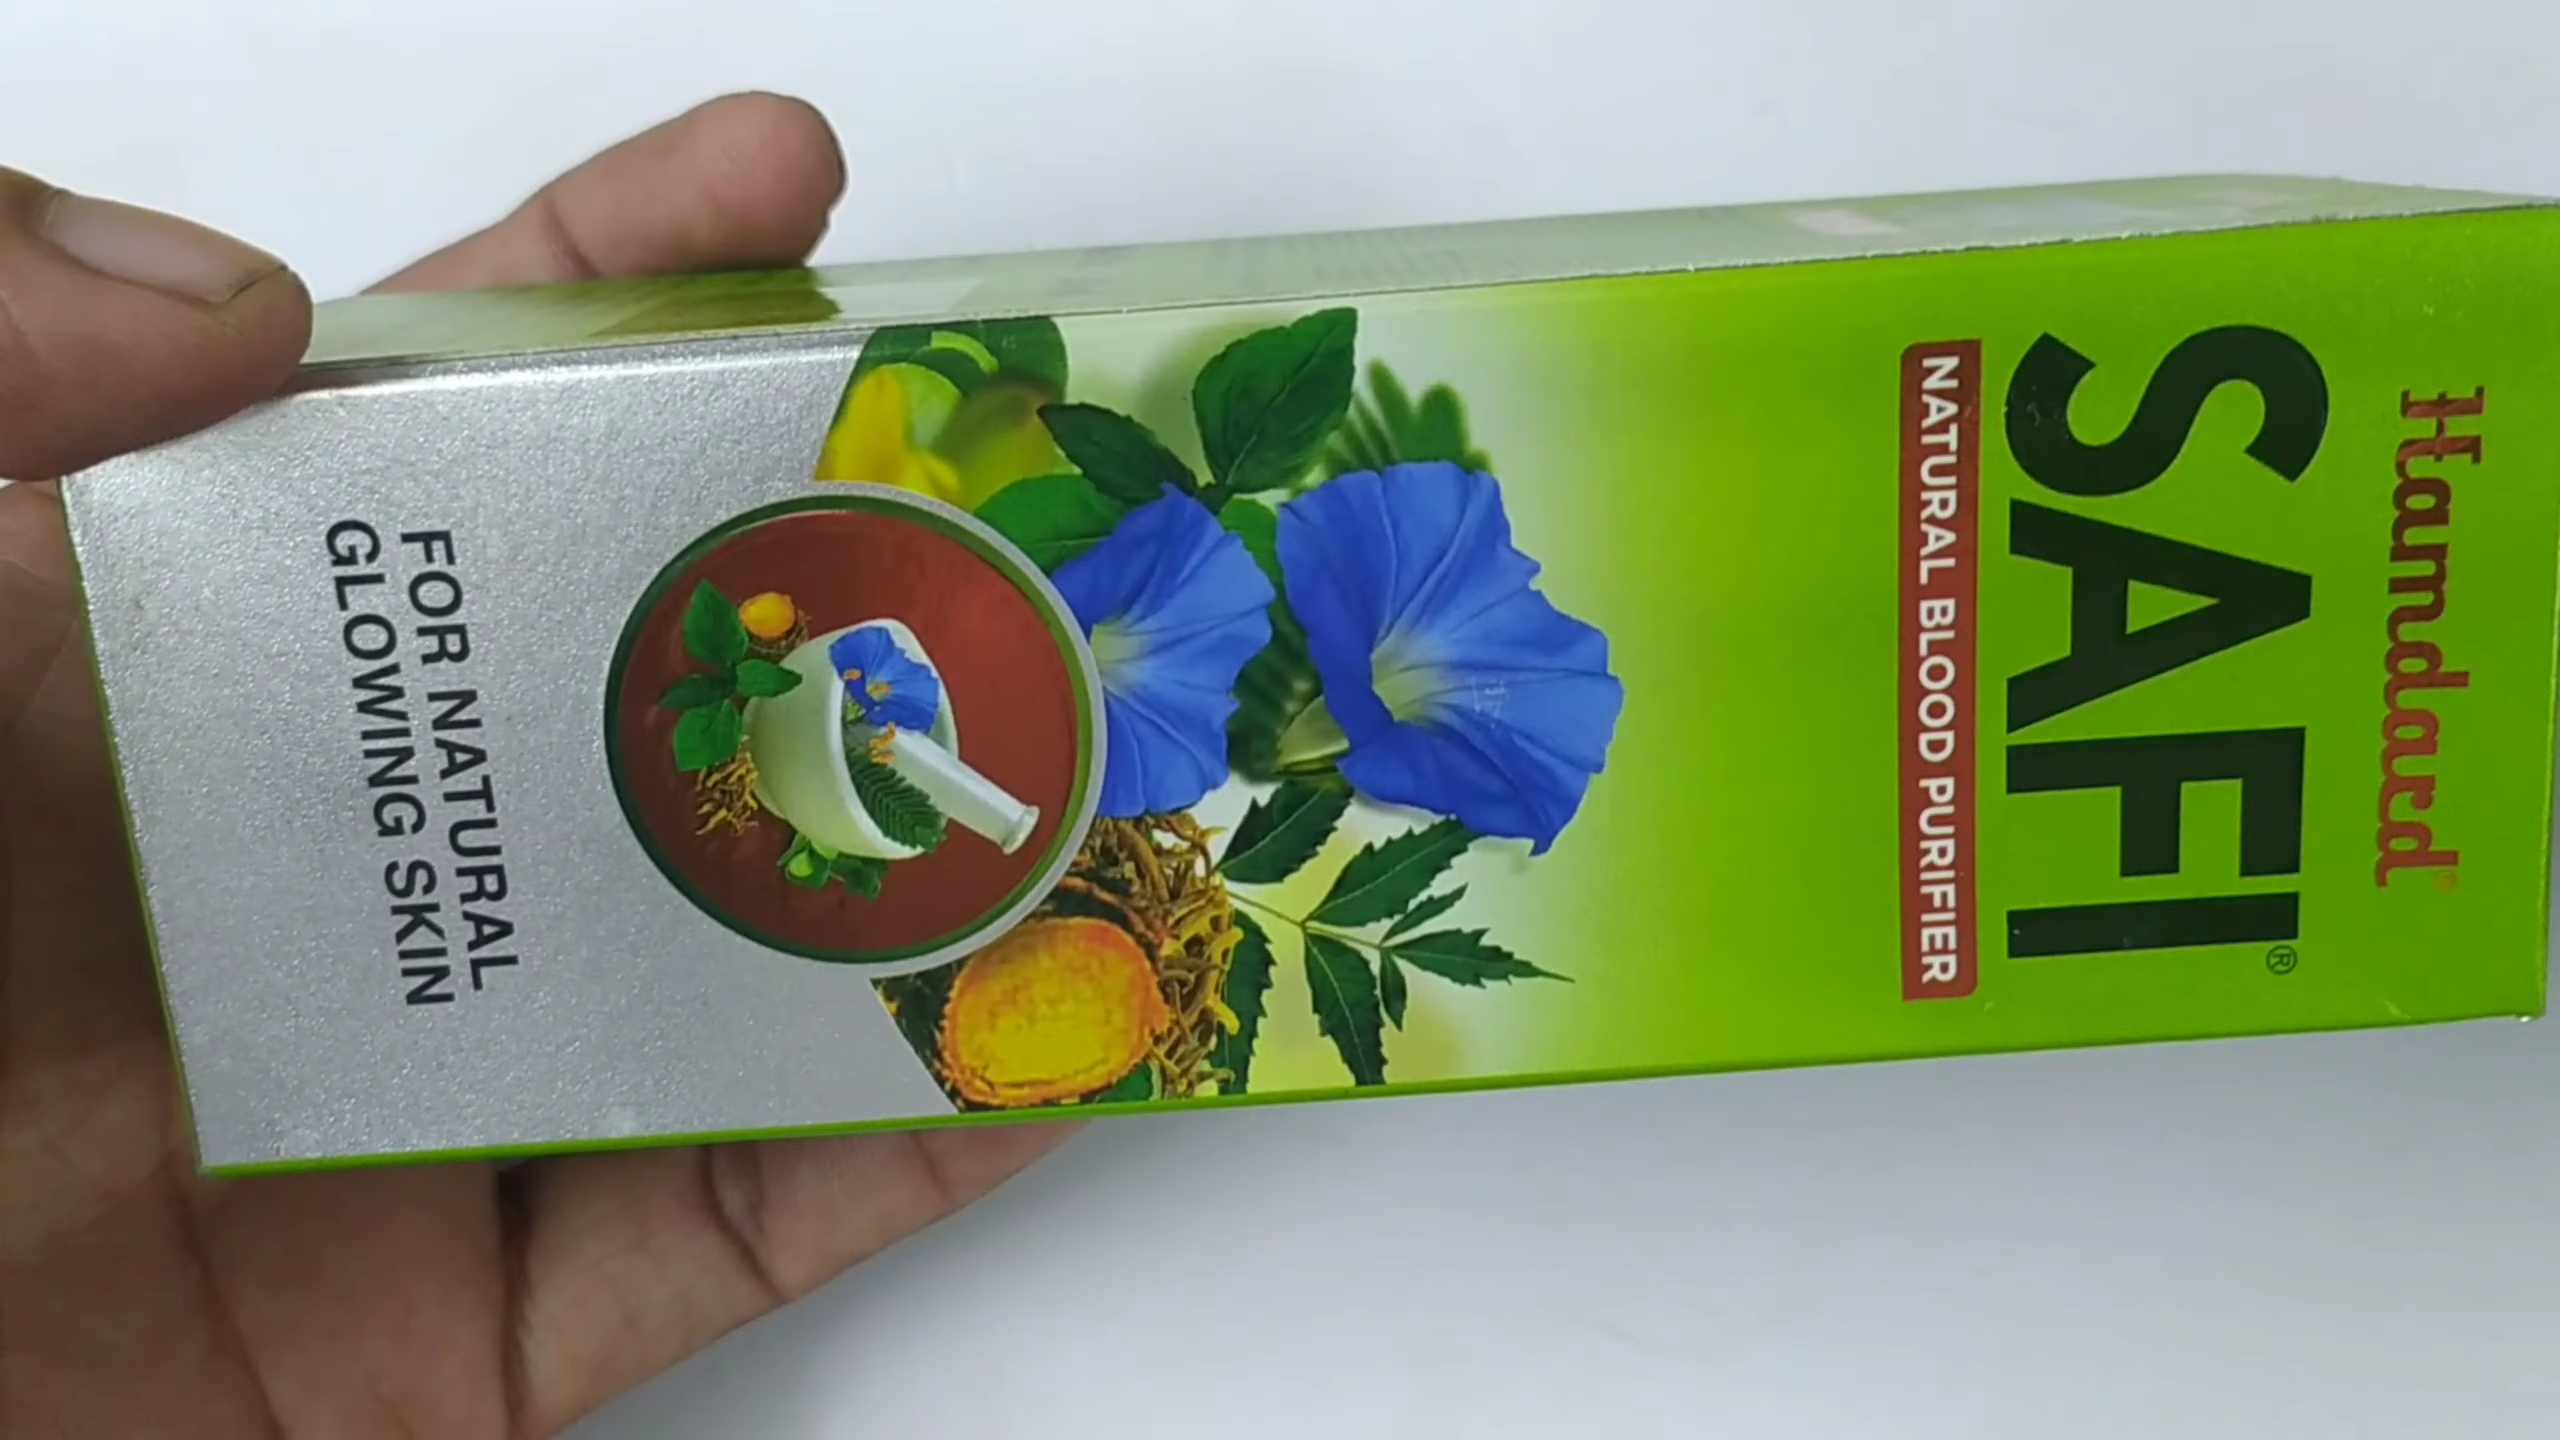 Hamdard®
SAFI®
NATURAL BLOOD PURIFIER
FOR NATURAL
GLOWING SKIN